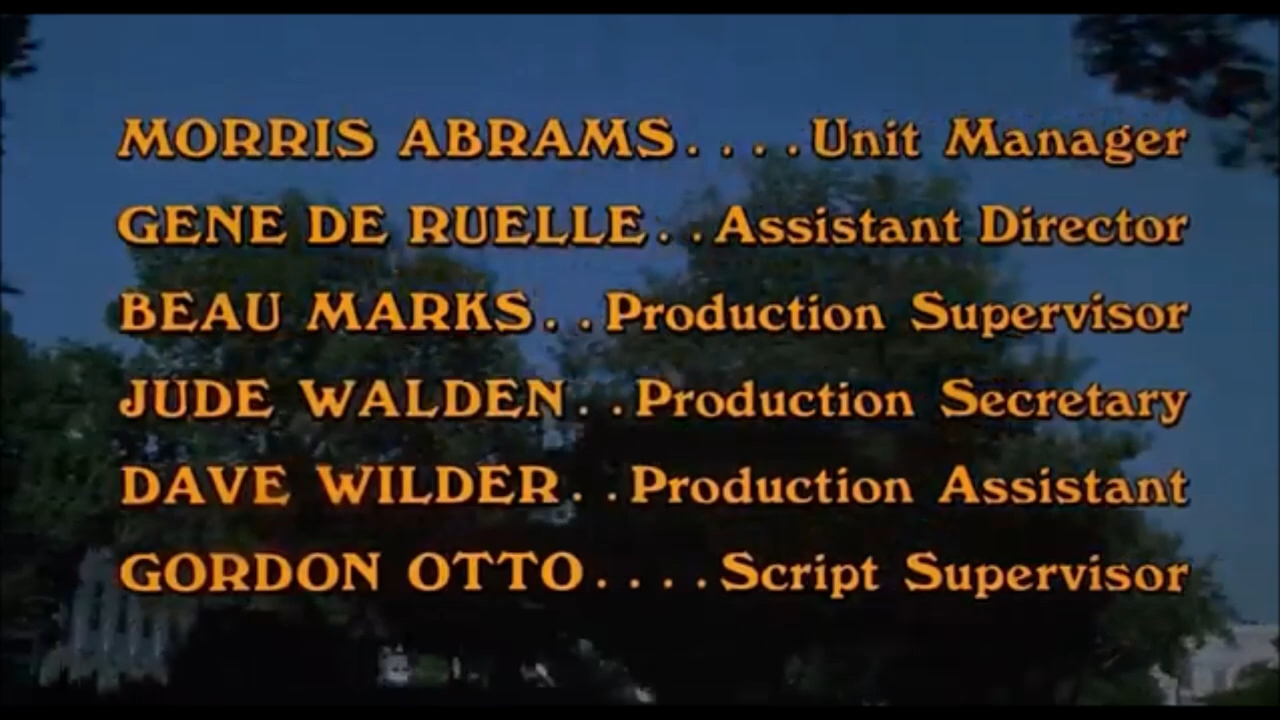 MORRIS ABRAMS. . . .Unit Manager
GENE DE RUELLE. .Assistant Director
BEAU MARKS. .Production Supervisor
JUDE WALDEN. .Production Secretary
DAVE WILDER. .Production Assistant
GORDON OTTO. . . .Script Supervisor